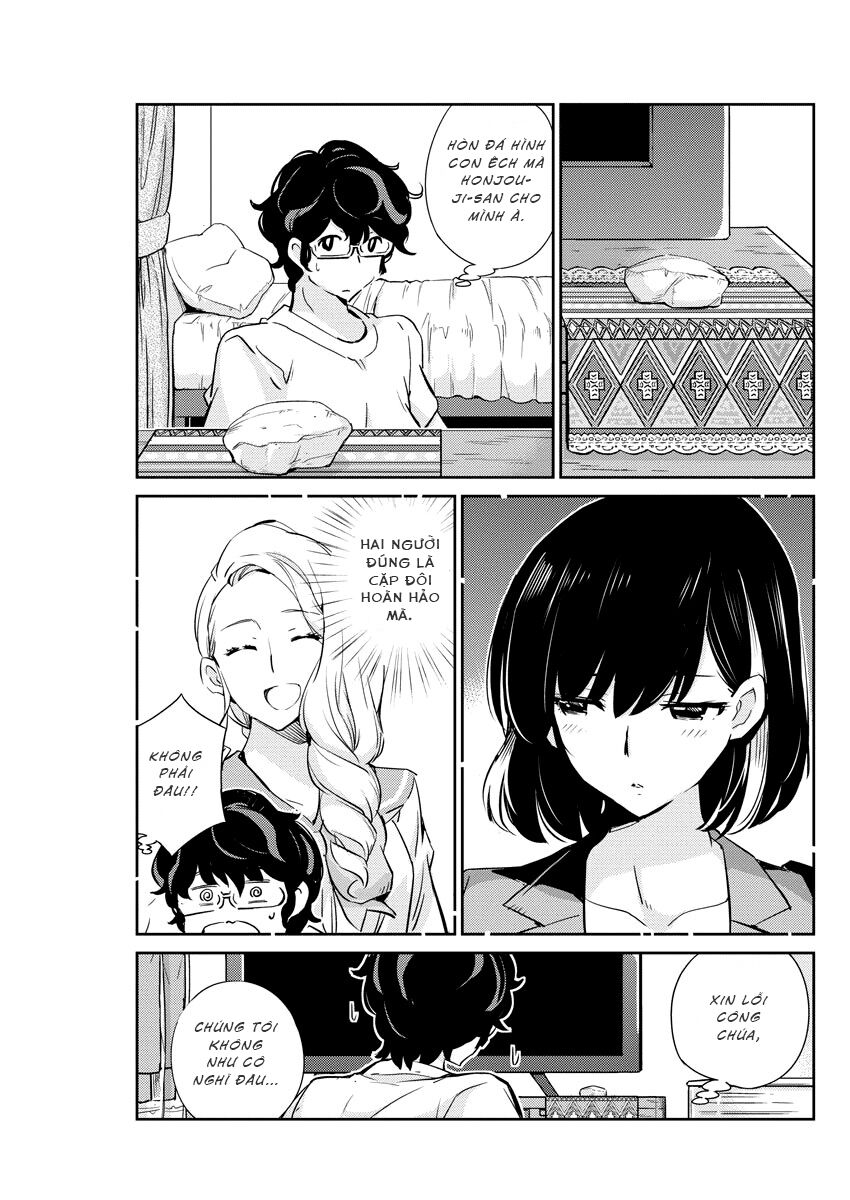 HÒN ĐÁ HÌNH
CON ẾCH MÀ
HONJOU-
JI-SAN CHO
MÌNH À.
HAI NGƯỜI
ĐÚNG LÀ
CẶP ĐÔI
HOÀN HẢO
MÀ.
KHÔNG
PHẢI
ĐÂU!!
XIN LỖI
CÔNG
CHÚA,
CHÚNG TÔI
KHÔNG
NHƯ CÔ
NGHĨ ĐÂU...